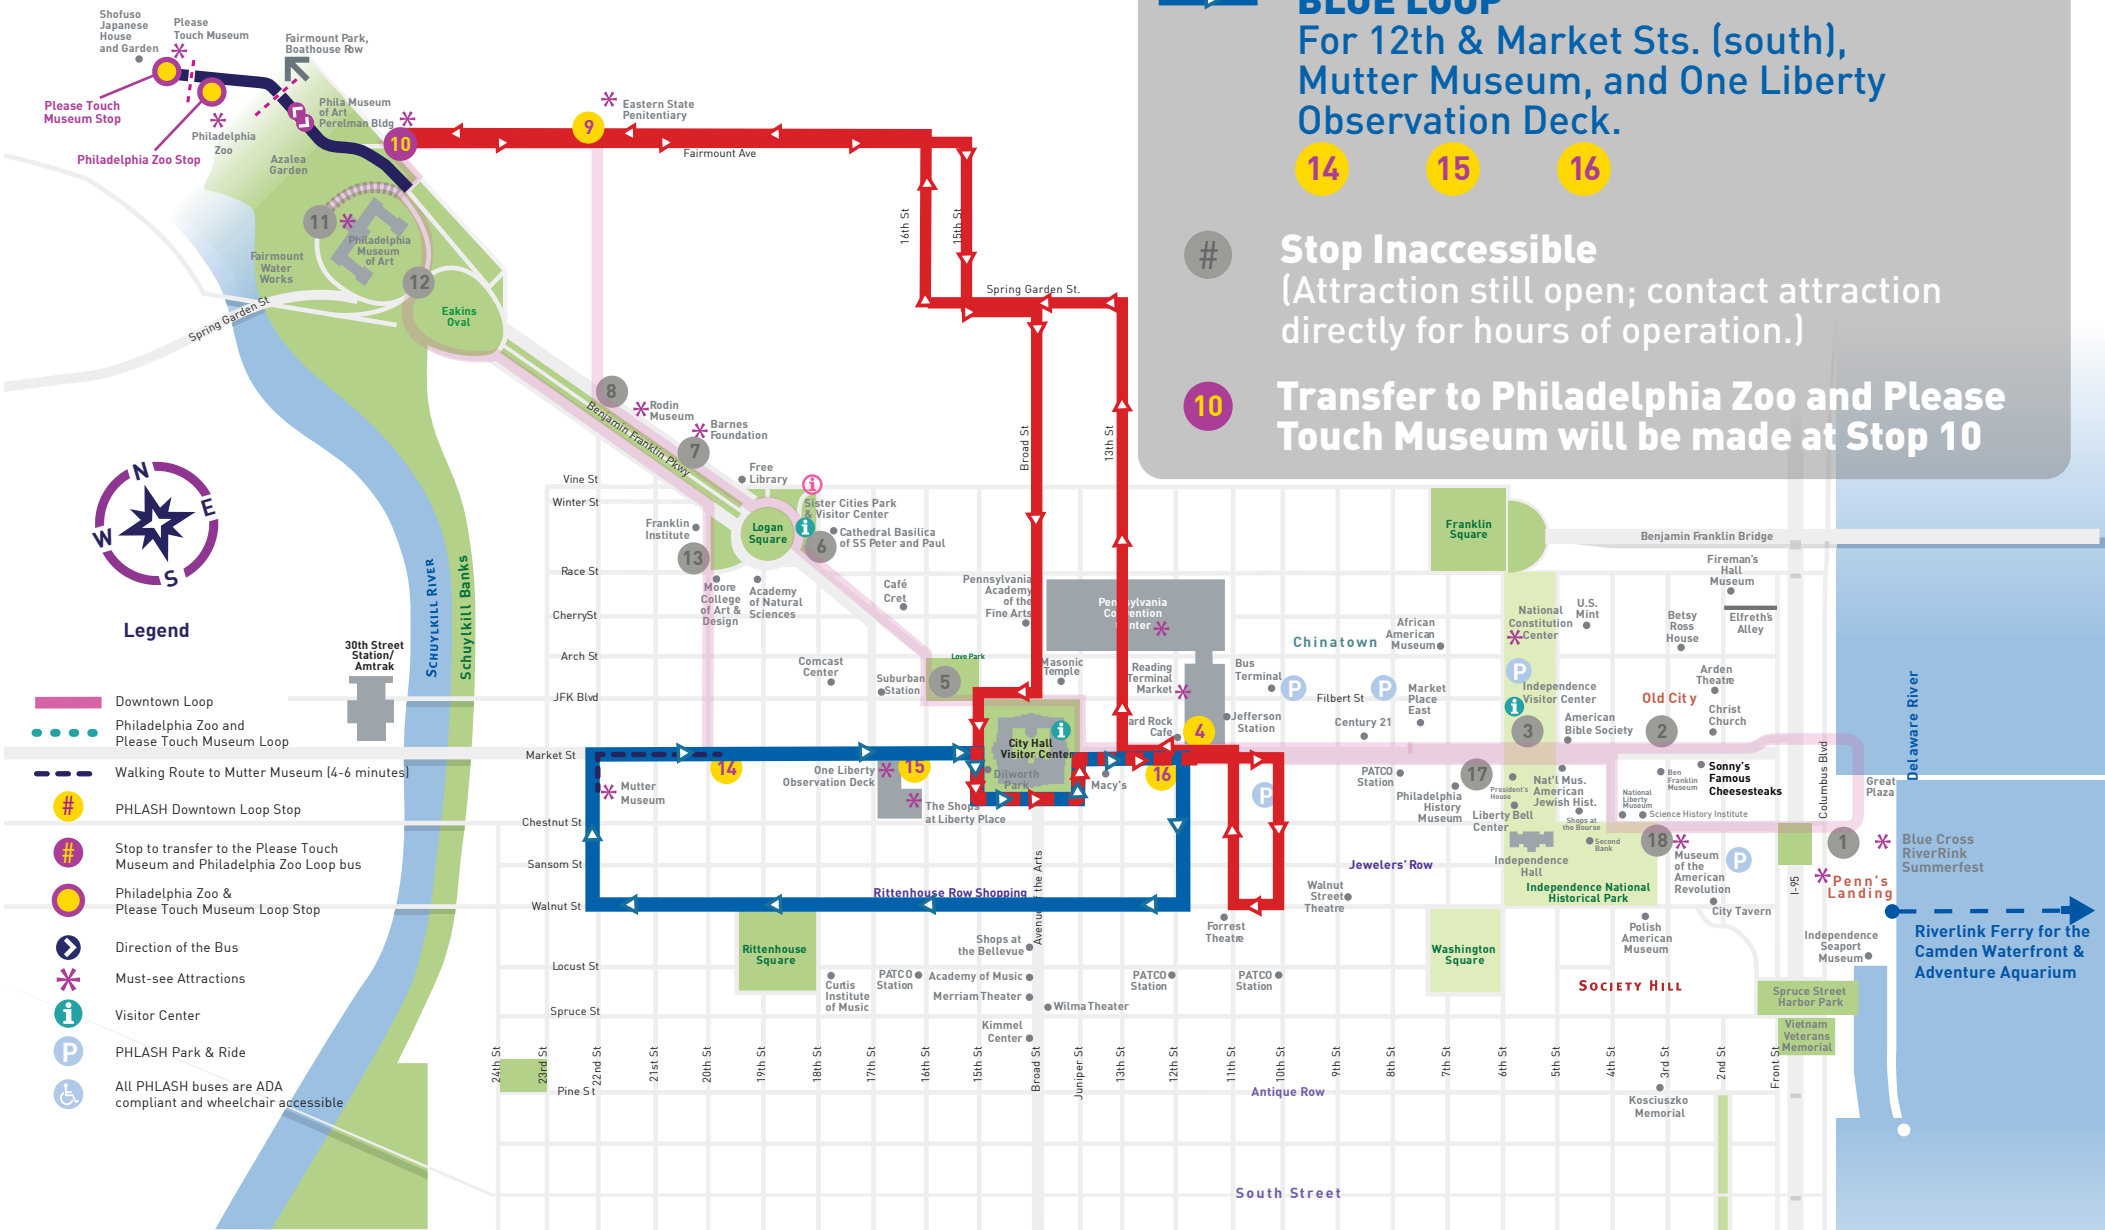 BLUE LOOP
For 12th & Market Sts. (south),
Mutter Museum, and One Liberty
Observation Deck.
14
15
16
#
Stop Inaccessible
(Attraction still open; contact attraction
directly for hours of operation.)
10
Transfer to Philadelphia Zoo and Please
Touch Museum will be made at Stop 10
Shofuso
Japanese
House
and Garden
Please
Touch Museum
Fairmount Park,
Boathouse Row
Please Touch
Museum Stop
Philadelphia
Zoo
Philadelphia Zoo Stop
Phila Museum
of Art
Perelman Bldg
Azalea
Garden
10
9
Eastern State
Penitentiary
Fairmount Ave
16th St
15th St
11
Philadelphia
Museum
of Art
Fairmount
Water
Works
12
Eakins
Oval
Spring Garden St
Spring Garden St.
8
Rodin
Museum
Barnes
Foundation
7
Benjamin Franklin Pkwy
Broad St
13th St
Free
Library
Vine St
Winter St
Sister Cities Park
& Visitor Center
Franklin
Institute
Logan
Square
Cathedral Basilica
of SS Peter and Paul
6
13
Race St
Moore
College
of Art &
Design
Academy
of Natural
Sciences
Café
Cret
Pennsylvania
Academy
of the
Fine Arts
Pennsylvania
Convention
Center
CherrySt
Franklin
Square
Benjamin Franklin Bridge
Fireman's
Hall
Museum
Elfreth's
Alley
National
Constitution
Center
U.S.
Mint
Betsy
Ross
House
African
American
Museum
Chinatown
N
E
W
S
Legend
SCHUYLKILL RIVER
Schuylkill Banks
30th Street
Station/
Amtrak
Arch St
Love Park
Comcast
Center
Suburban
Station
5
Masonic
Temple
Reading
Terminal
Market
Bus
Terminal
P
P
P
Filbert St
Market
Place
East
Independence
Visitor Center
Old City
Arden
Theatre
Christ
Church
JFK Blvd
Jefferson
Station
Century 21
American
Bible Society
ard Rock
Cafe
4
3
2
City Hall
Visitor Center
Dilworth
Park
Market St
Downtown Loop
Philadelphia Zoo and
Please Touch Museum Loop
Walking Route to Mutter Museum (4-6 minutes)
#
PHLASH Downtown Loop Stop
#
Stop to transfer to the Please Touch
Museum and Philadelphia Zoo Loop bus
Philadelphia Zoo &
Please Touch Museum Loop Stop
Direction of the Bus
Must-see Attractions
i
Visitor Center
P
PHLASH Park & Ride
All PHLASH buses are ADA
compliant and wheelchair accessible
14
One Liberty
Observation Deck
15
Mutter
Museum
The Shops
at Liberty Place
Macy's
16
P
PATCO
Station
17
Philadelphia
History
Museum
President's
House
Nat'l Mus.
American
Jewish Hist.
Liberty Bell
Center
Shops at
the Bourse
Ben
Franklin
Museum
Sonny's
Famous
Cheesesteaks
National
Liberty
Museum
Science History Institute
Second
Bank
Columbus Blvd
Great
Plaza
Delaware River
Chestnut St
Sansom St
Walnut St
Rittenhouse Row Shopping
Avenue of the Arts
Jewelers' Row
Independence
Hall
Independence National
Historical Park
18
Museum
of the
American
Revolution
P
City Tavern
1
Blue Cross
RiverRink
Summerfest
Penn's
Landing
I-95
Walnut
Street
Theatre
Forrest
Theatre
Polish
American
Museum
Independence
Seaport
Museum
Riverlink Ferry for the
Camden Waterfront &
Adventure Aquarium
Rittenhouse
Square
Shops at
the Bellevue
Washington
Square
Locust St
Curtis
Institute
of Music
PATCO
Station
Academy of Music
Merriam Theater
Wilma Theater
PATCO
Station
PATCO
Station
SOCIETY HILL
Spruce Street
Harbor Park
Vietnam
Veterans
Memorial
Spruce St
Kimmel
Center
24th St
23rd St
22nd St
21st St
20th St
19th St
18th St
17th St
16th St
15th St
Broad St
Juniper St
13th St
12th St
11th St
10th St
9th St
8th St
7th St
6th St
5th St
4th St
3rd St
2nd St
Front St
Pine St
Antique Row
Kosciuszko
Memorial
South Street